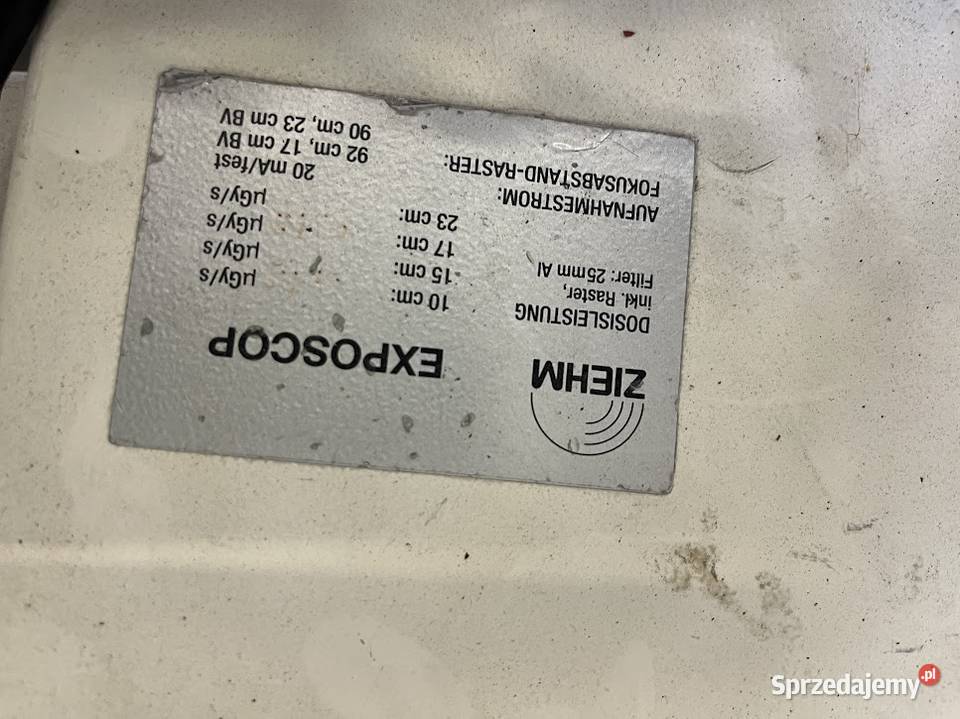 ZIEHM
EXPOSCOP
DOSISLEISTUNG
inkl. Raster,
Filter: 25mm Al
10 cm: µGy/s
15 cm: µGy/s
17 cm: µGy/s
23 cm: µGy/s
AUFNAHMESTROM: 20 mA/fest
FOKUSABSTAND-RASTER: 92 cm, 17 cm BV
90 cm, 23 cm BV
Sprzedajemy.pl